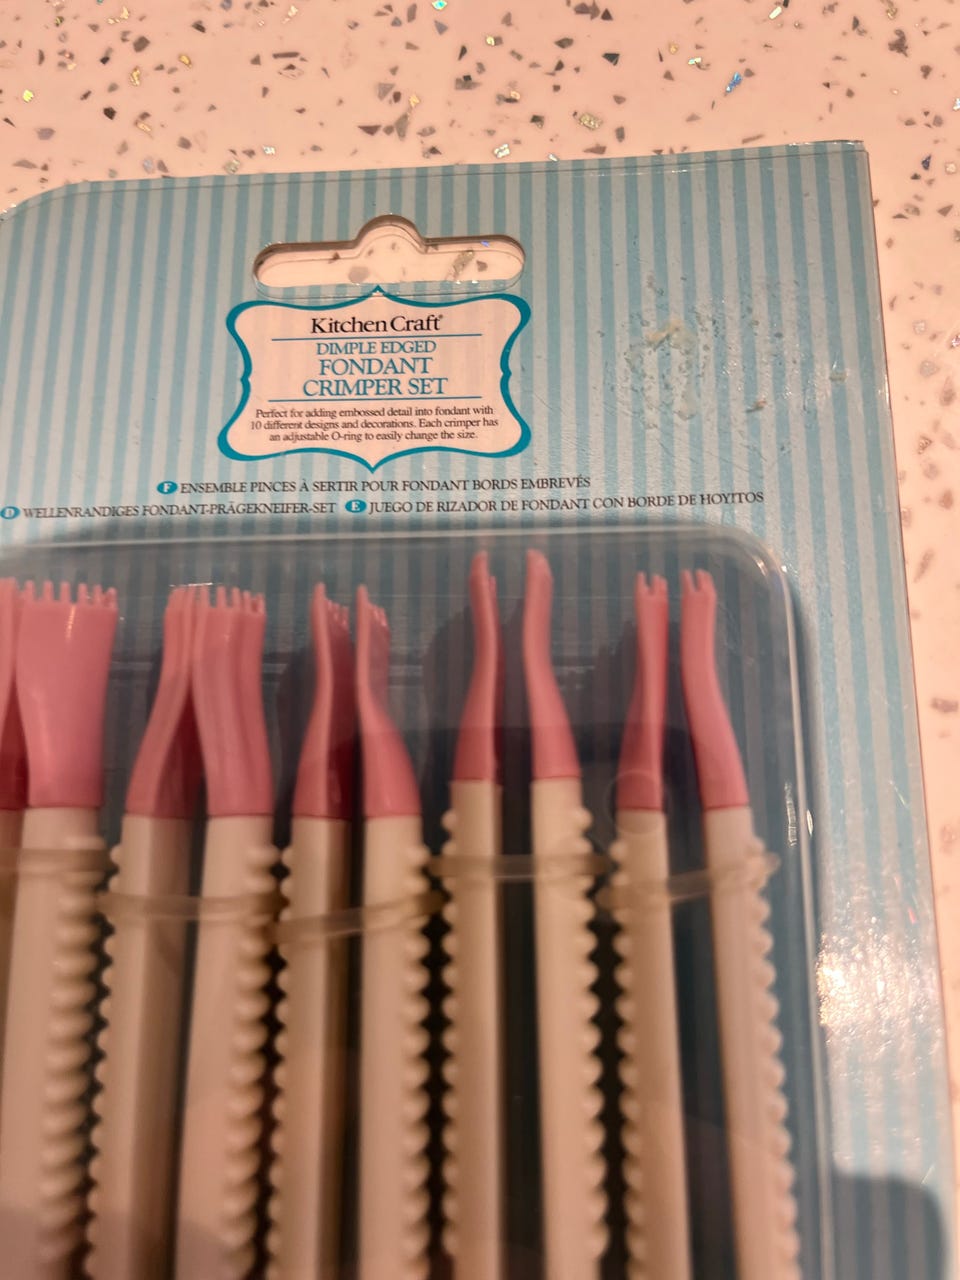 Kitchen Craft®
DIMPLE EDGED
FONDANT
CRIMPER SET
Perfect for adding embossed detail into fondant with
10 different designs and decorations. Each crimper has
an adjustable O-ring to easily change the size.
F ENSEMBLE PINCES À SERTIR POUR FONDANT BORDS EMBREVÉS
D WELLENRANDIGES FONDANT-PRÄGEKNEIFER-SET E JUEGO DE RIZADOR DE FONDANT CON BORDE DE HOYITOS